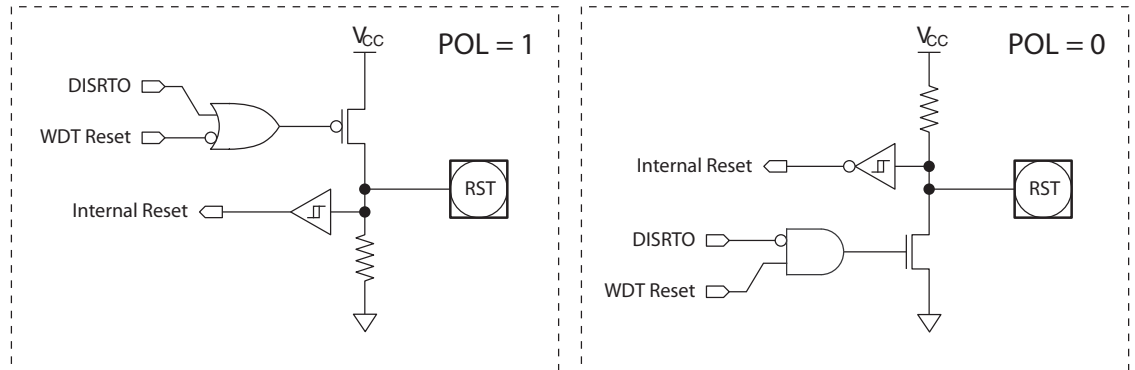 POL = 1
VCC
DISRTO
WDT Reset
RST
Internal Reset
POL = 0
VCC
Internal Reset
RST
DISRTO
WDT Reset